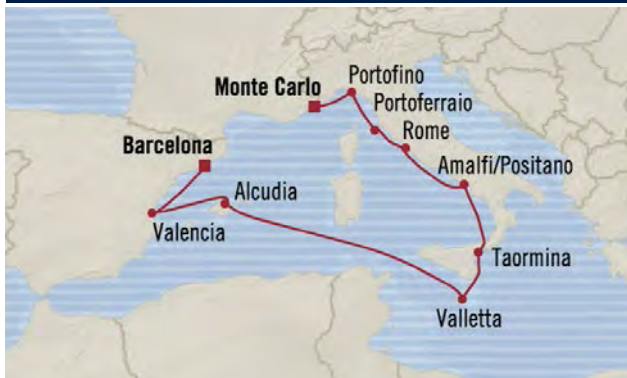 Portofino
Monte Carlo
Portoferraio
Rome
Barcelona
Amalfi/Positano
Alcudia
Valencia
Taormina
Valletta